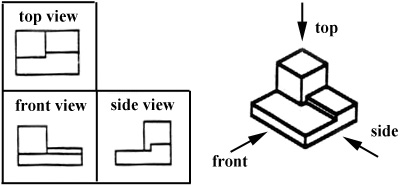 top view
front view
side view
top
front
side